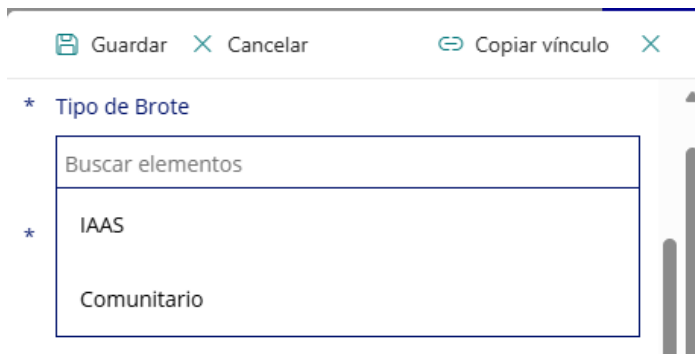 Guardar Cancelar Copiar vínculo
* Tipo de Brote
Buscar elementos
* IAAS
Comunitario